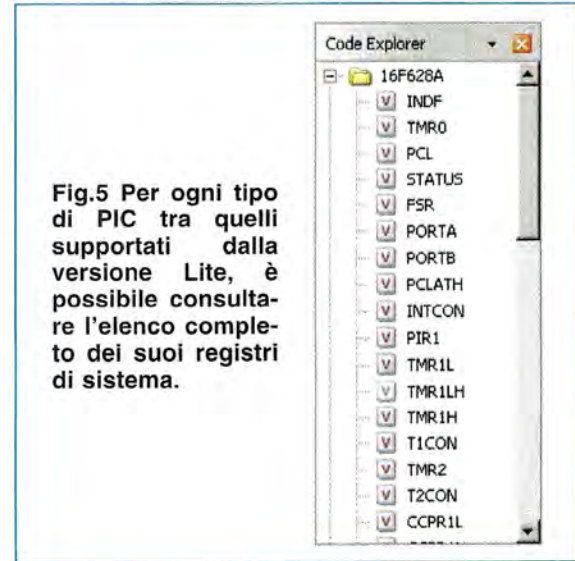 Fig.5 Per ogni tipo
di PIC tra quelli
supportati dalla
versione Lite, è
possibile consulta-
re l'elenco comple-
to dei suoi registri
di sistema.
Code Explorer
16F628A
V INDF
V TMR0
V PCL
V STATUS
V FSR
V PORTA
V PORTB
V PCLATH
V INTCON
V PIR1
V TMR1L
V TMR1LH
V TMR1H
V T1CON
V TMR2
V T2CON
V CCPR1L